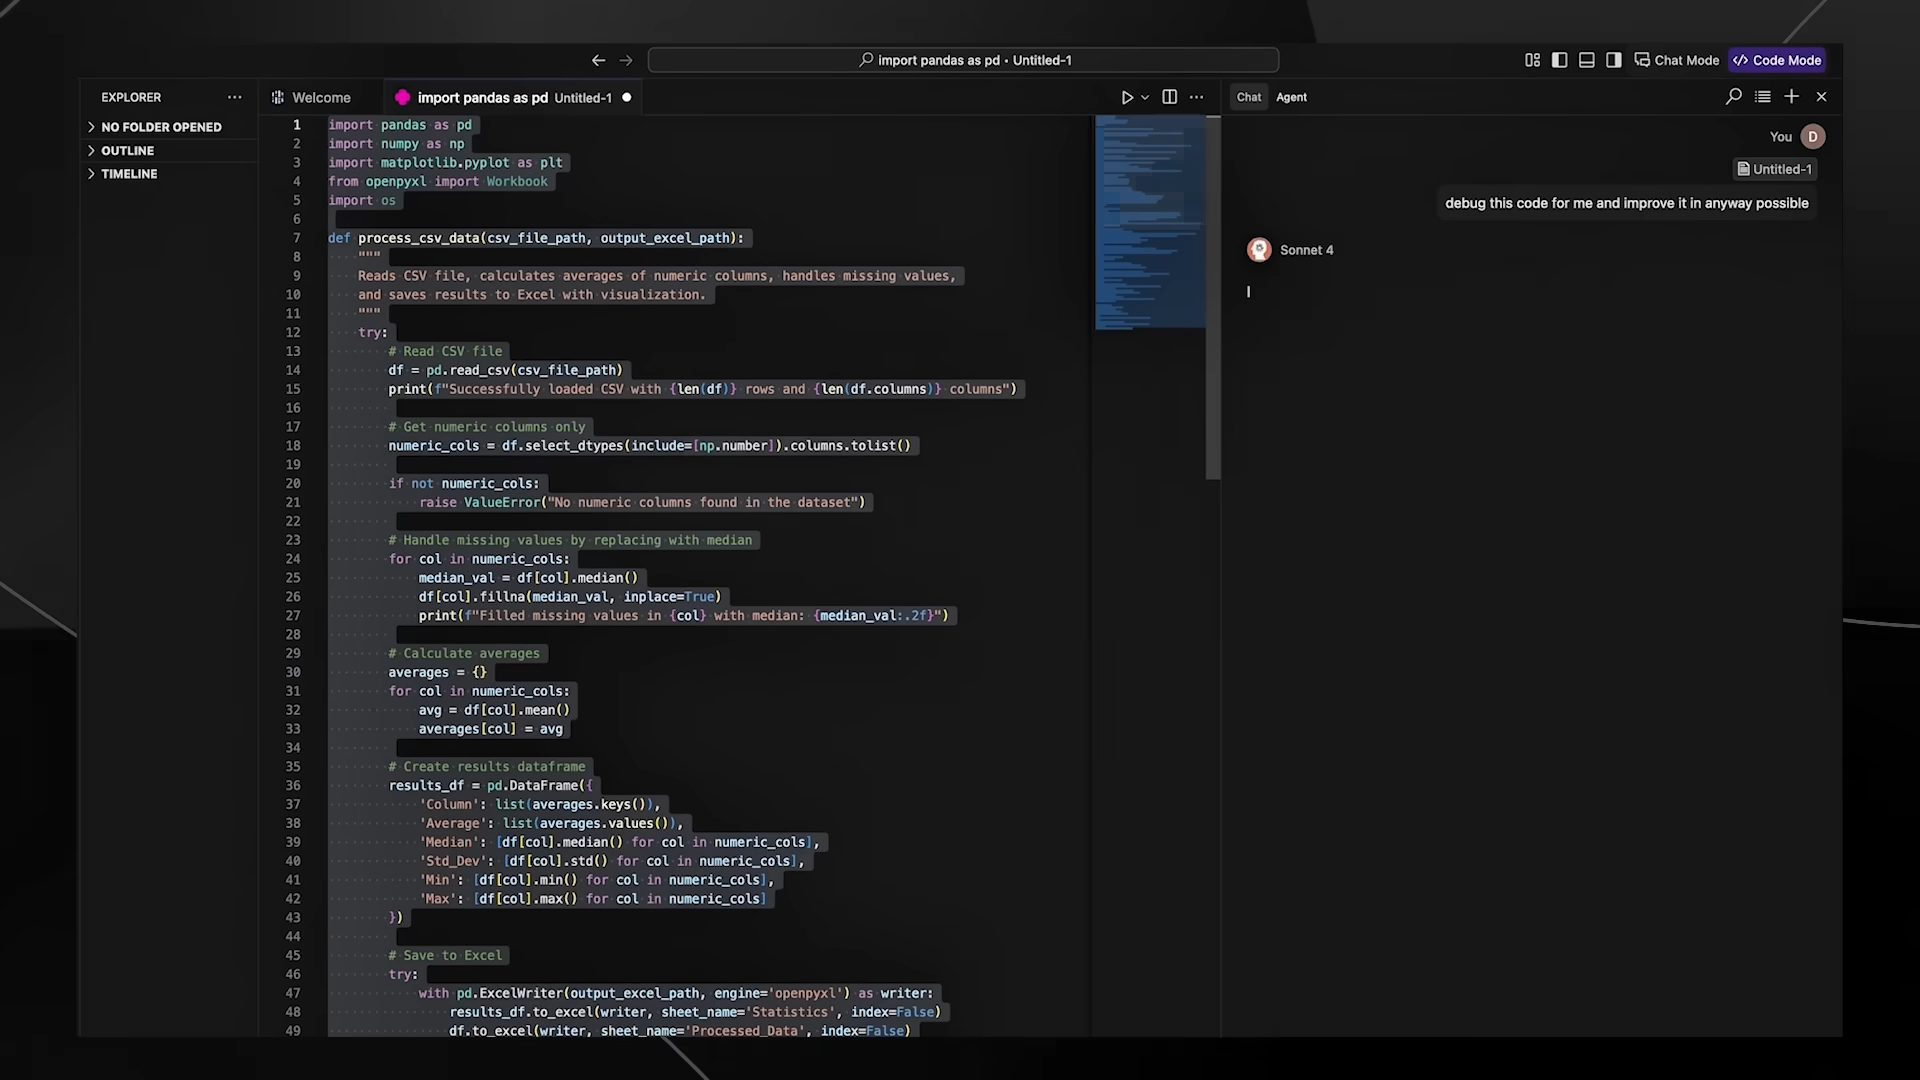 import pandas as pd • Untitled-1
Chat Mode
Code Mode
EXPLORER
NO FOLDER OPENED
OUTLINE
TIMELINE
Welcome
import pandas as pd Untitled-1
1 import pandas as pd
2 import numpy as np
3 import matplotlib.pyplot as plt
4 from openpyxl import Workbook
5 import os
6
7 def process_csv_data(csv_file_path, output_excel_path):
8 """
9 Reads CSV file, calculates averages of numeric columns, handles missing values,
10 and saves results to Excel with visualization.
11 """
12 try:
13 # Read CSV file
14 df = pd.read_csv(csv_file_path)
15 print(f"Successfully loaded CSV with {len(df)} rows and {len(df.columns)} columns")
16
17 # Get numeric columns only
18 numeric_cols = df.select_dtypes(include=[np.number]).columns.tolist()
19
20 if not numeric_cols:
21 raise ValueError("No numeric columns found in the dataset")
22
23 # Handle missing values by replacing with median
24 for col in numeric_cols:
25 median_val = df[col].median()
26 df[col].fillna(median_val, inplace=True)
27 print(f"Filled missing values in {col} with median: {median_val:.2f}")
28
29 # Calculate averages
30 averages = {}
31 for col in numeric_cols:
32 avg = df[col].mean()
33 averages[col] = avg
34
35 # Create results dataframe
36 results_df = pd.DataFrame({
37 'Column': list(averages.keys()),
38 'Average': list(averages.values()),
39 'Median': [df[col].median() for col in numeric_cols],
40 'Std_Dev': [df[col].std() for col in numeric_cols],
41 'Min': [df[col].min() for col in numeric_cols],
42 'Max': [df[col].max() for col in numeric_cols]
43 })
44
45 # Save to Excel
46 try:
47 with pd.ExcelWriter(output_excel_path, engine='openpyxl') as writer:
48 results_df.to_excel(writer, sheet_name='Statistics', index=False)
49 df.to_excel(writer, sheet_name='Processed_Data', index=False)
Chat Agent
You D
Untitled-1
debug this code for me and improve it in anyway possible
Sonnet 4